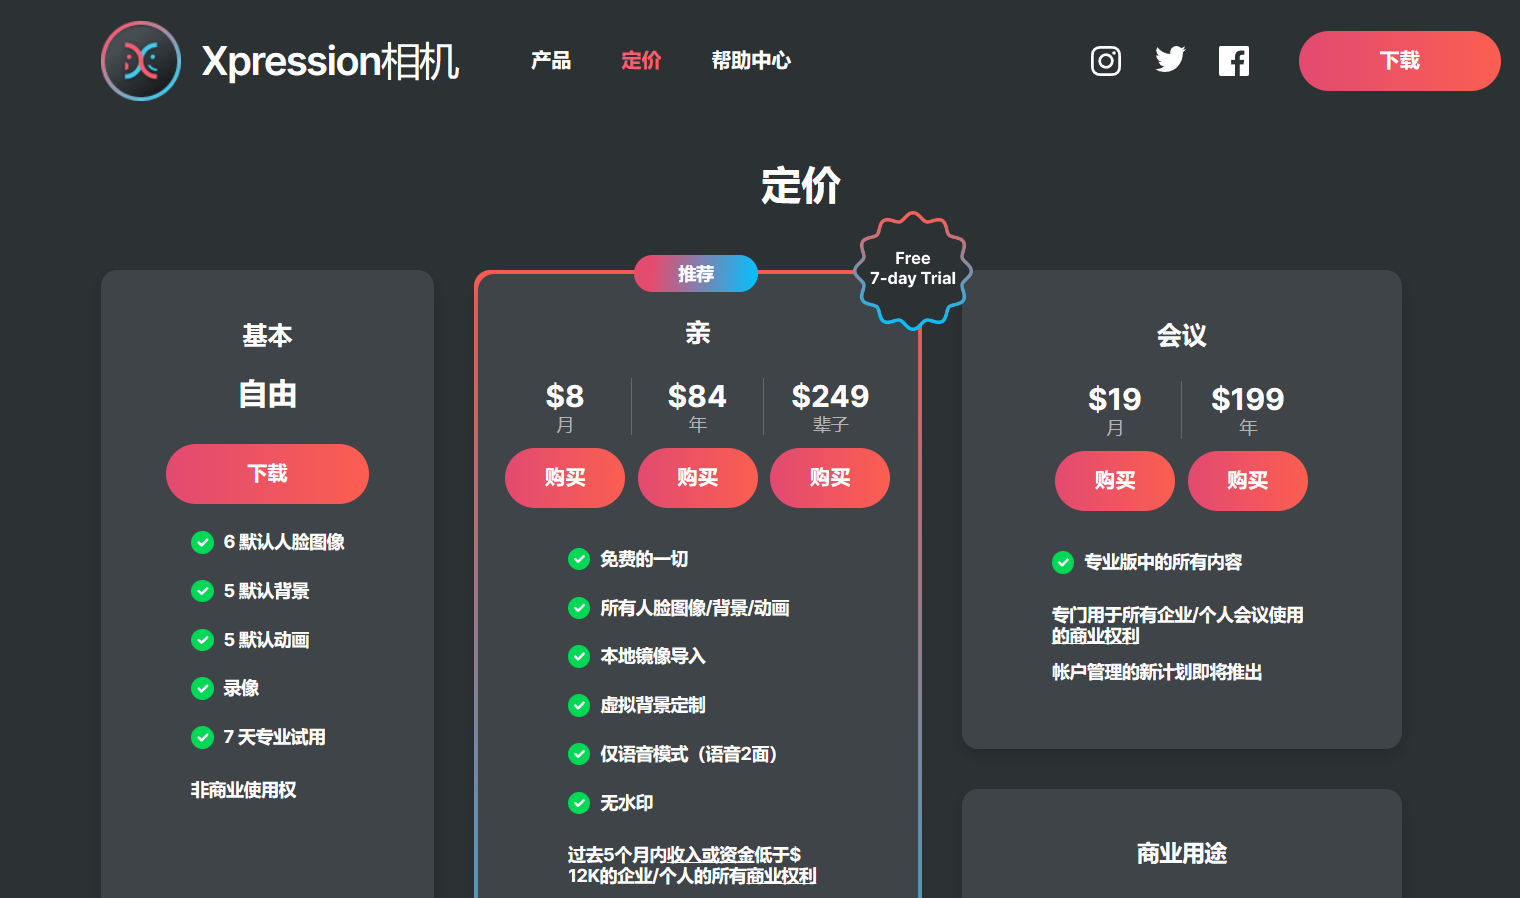 Xpression相机
产品
定价
帮助中心
下载
定价
Free
7-day Trial
基本
自由
下载
6 默认人脸图像
5 默认背景
5 默认动画
录像
7 天专业试用
非商业使用权
推荐
亲
$8
月
购买
$84
年
购买
$249
辈子
购买
免费的一切
所有人脸图像/背景/动画
本地镜像导入
虚拟背景定制
仅语音模式（语音2面）
无水印
过去5个月内收入或资金低于$
12K的企业/个人的所有商业权利
会议
$19
月
购买
$199
年
购买
专业版中的所有内容
专门用于所有企业/个人会议使用
的商业权利
帐户管理的新计划即将推出
商业用途